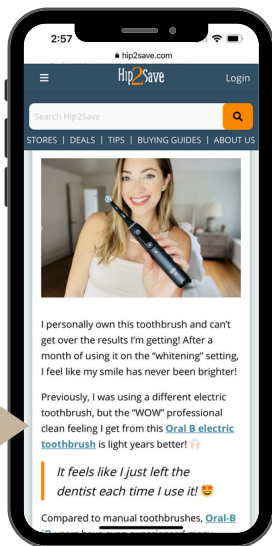 2:57
hip2save.com
Hip2Save
Login
Search Hip2Save
STORES | DEALS | TIPS | BUYING GUIDES | ABOUT US
I personally own this toothbrush and can't
get over the results I'm getting! After a
month of using it on the "whitening" setting,
I feel like my smile has never been brighter!
Previously, I was using a different electric
toothbrush, but the "WOW" professional
clean feeling I get from this Oral B electric
toothbrush is light years better! 🙌🏻
It feels like I just left the
dentist each time I use it! 🤩
Compared to manual toothbrushes, Oral-B